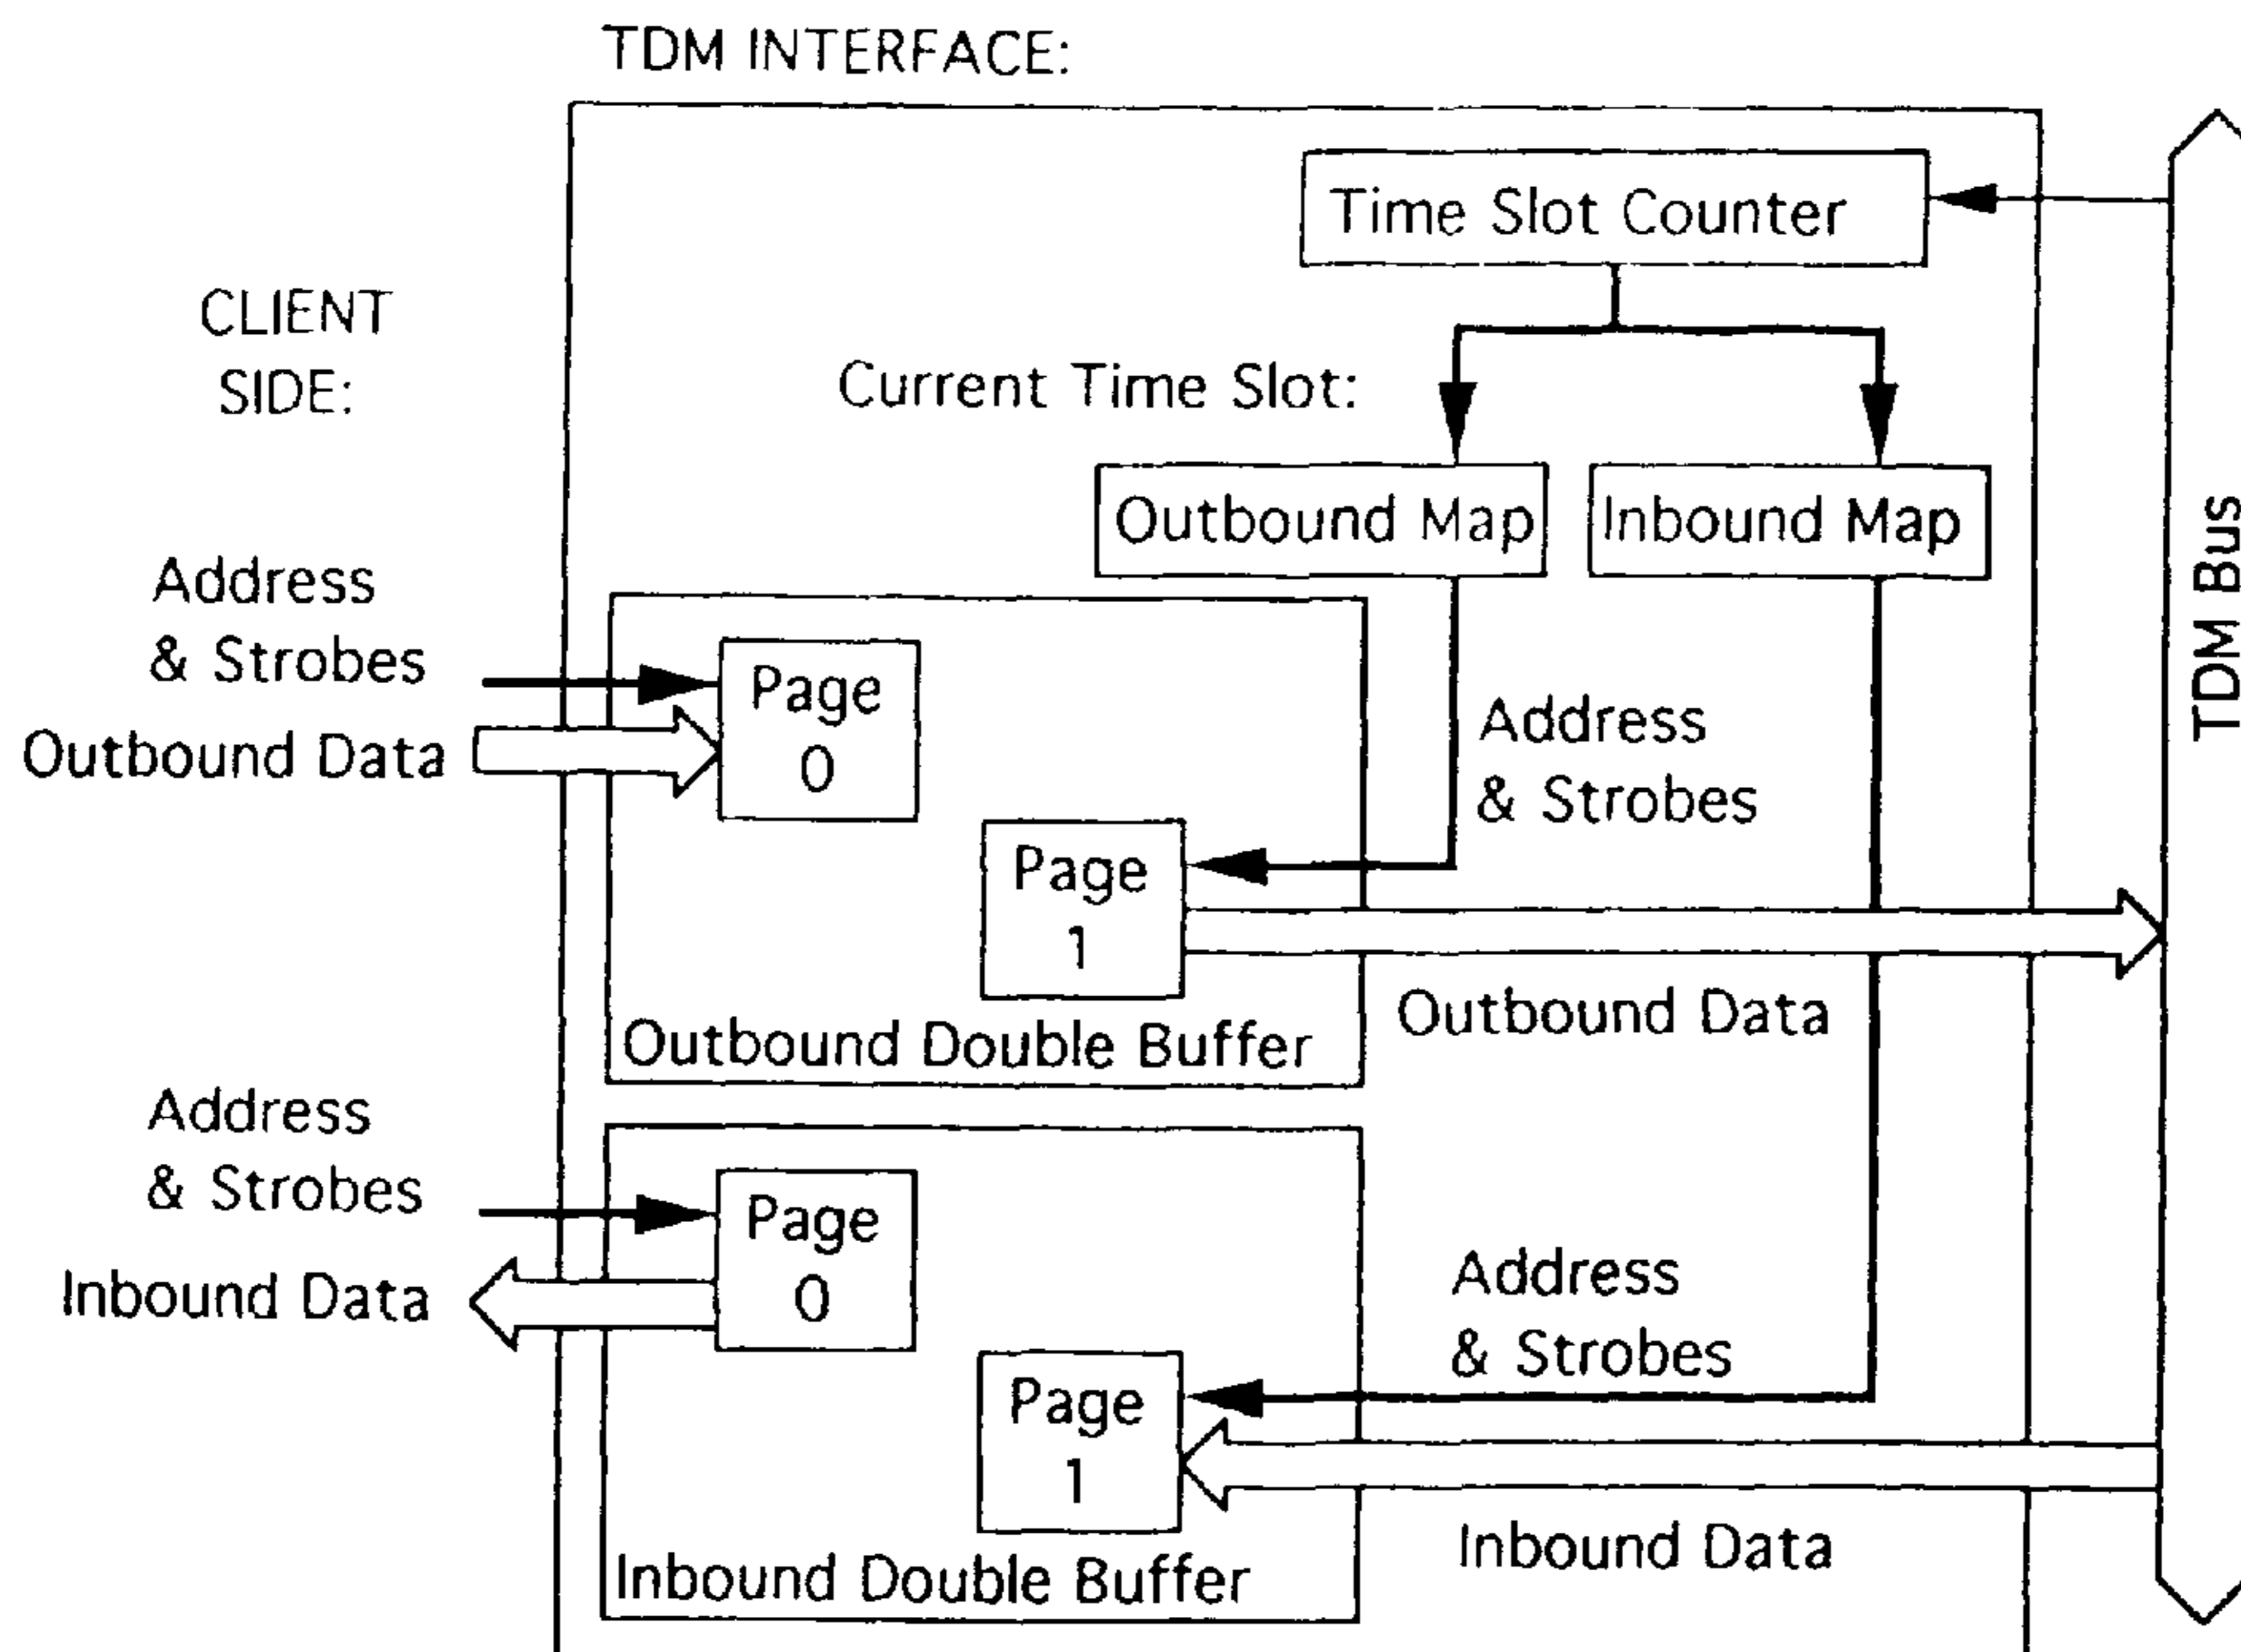 TDM INTERFACE:
Time Slot Counter
CLIENT
SIDE:
Current Time Slot:
Outbound Map
Inbound Map
TDM Bus
Address
& Strobes
Outbound Data
Page
0
Address
& Strobes
Page
1
Outbound Data
Outbound Double Buffer
Address
& Strobes
Inbound Data
Page
0
Address
& Strobes
Page
1
Inbound Data
Inbound Double Buffer